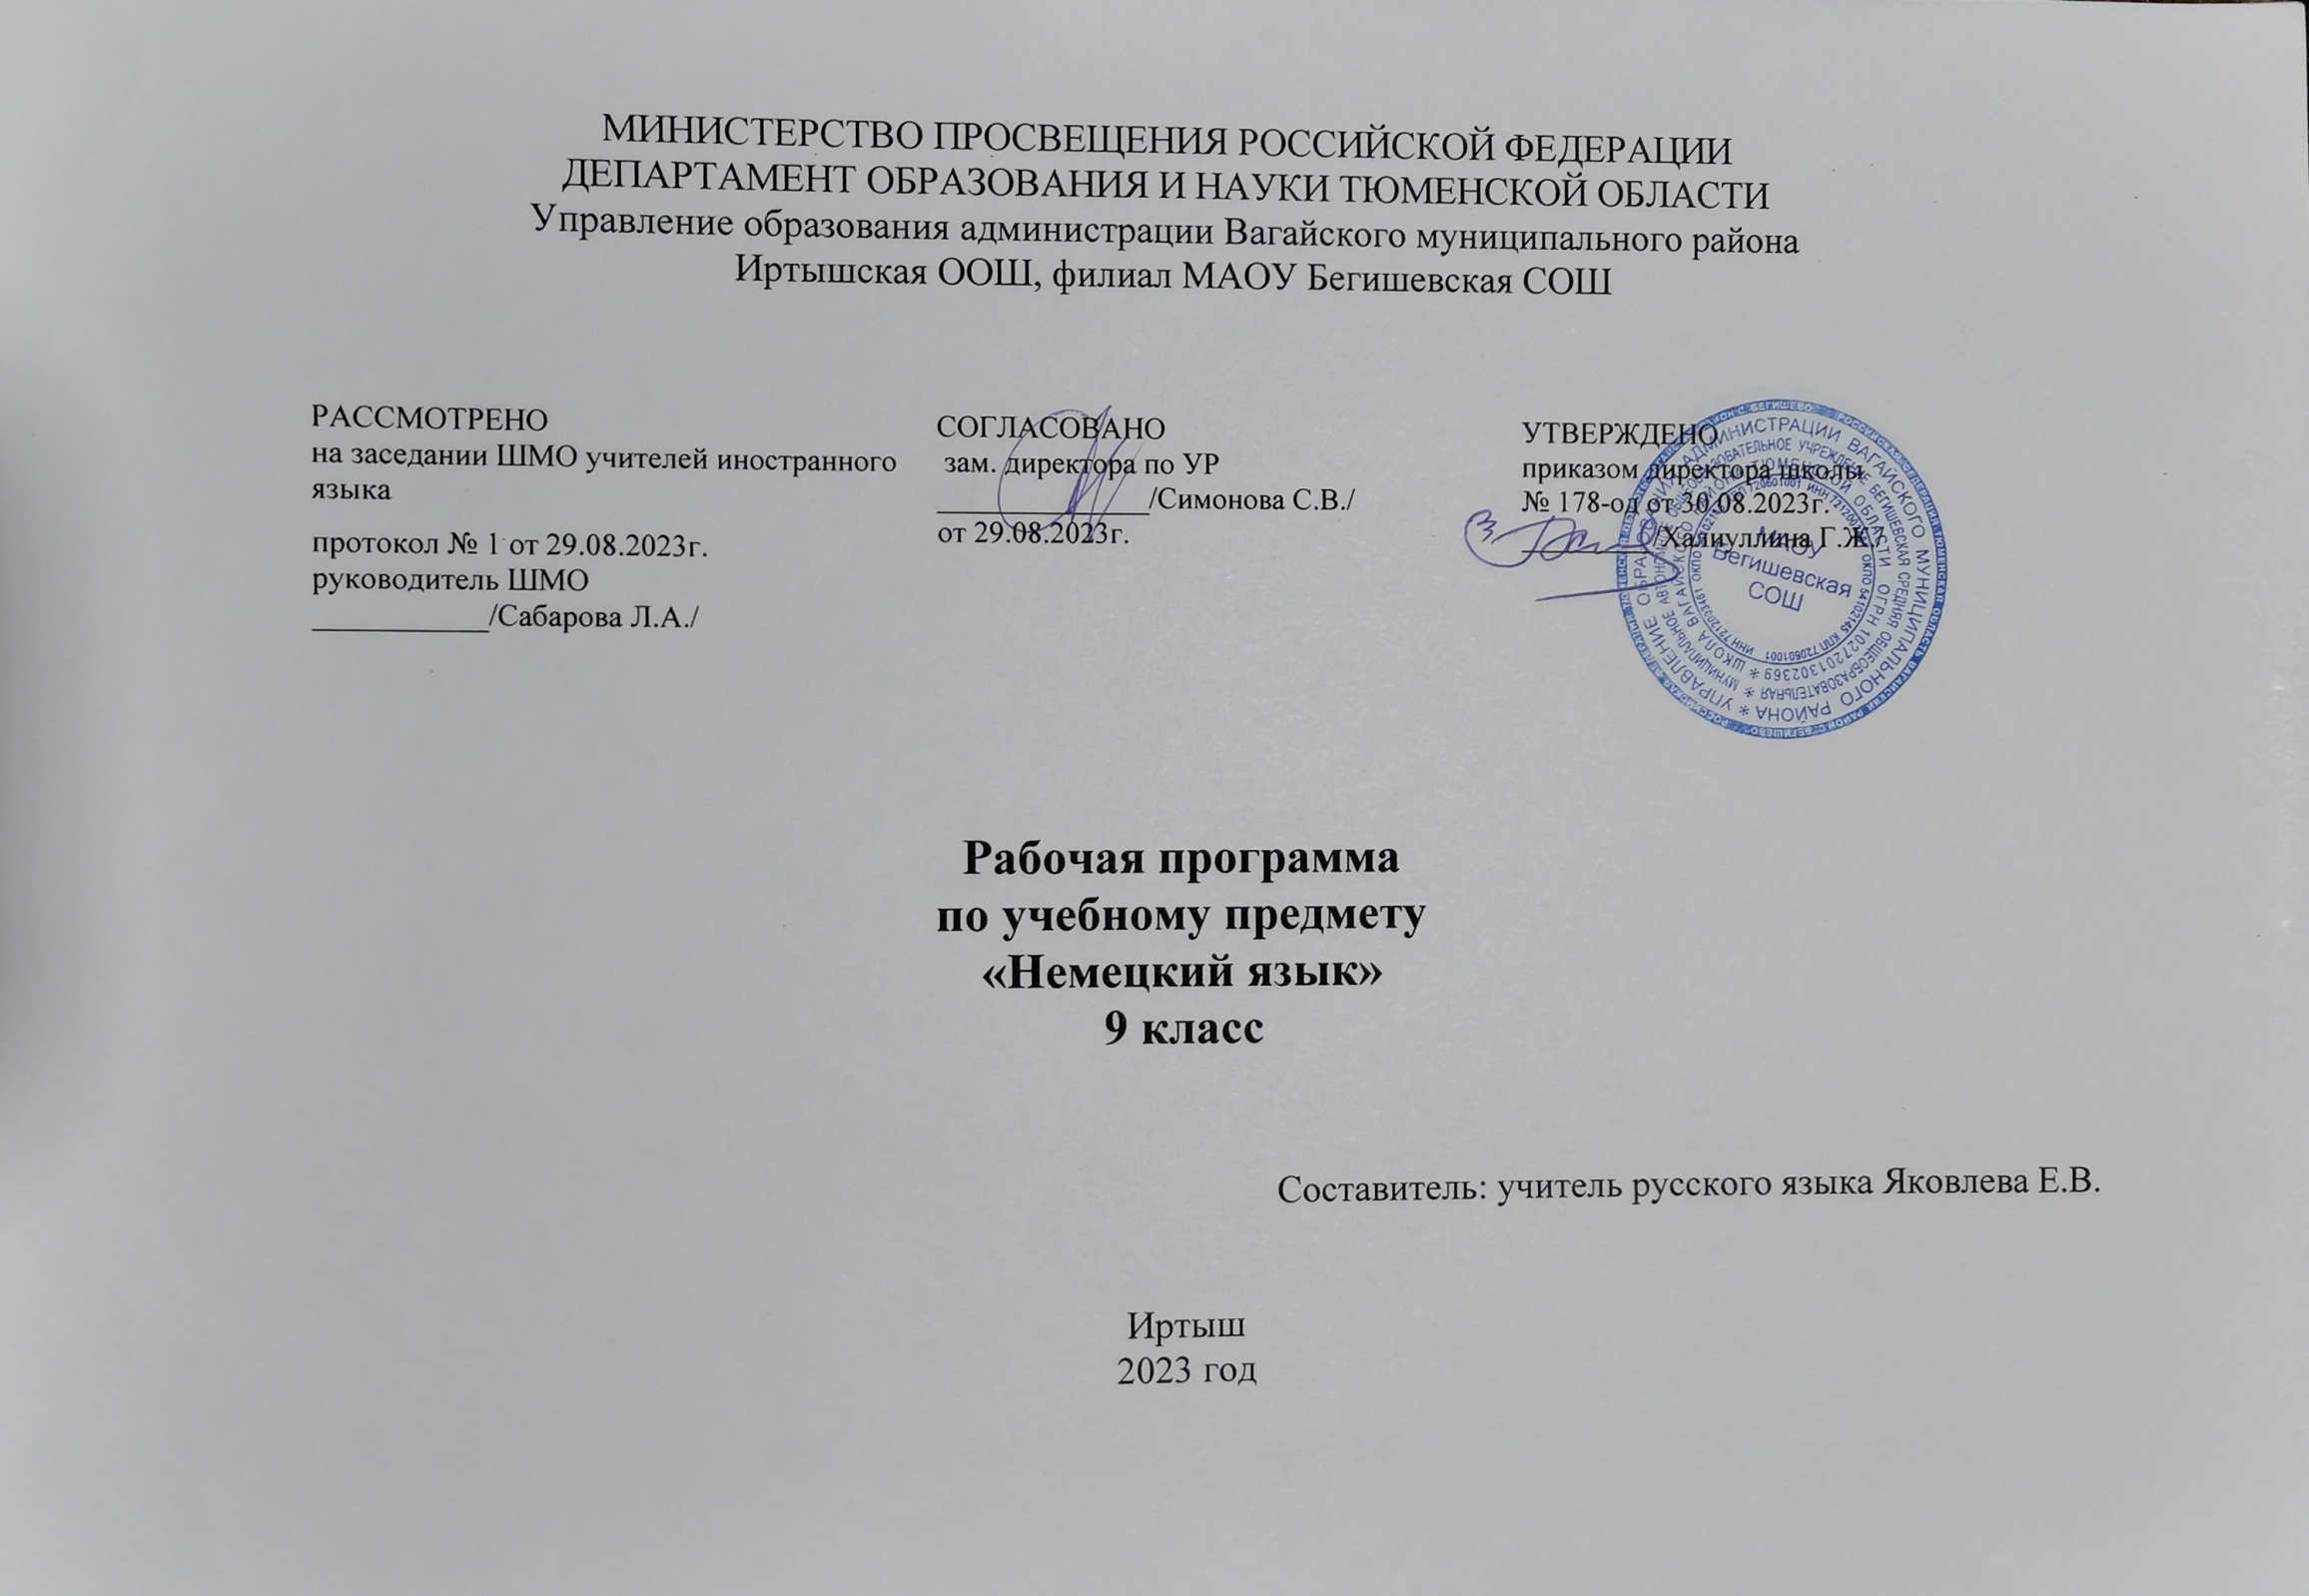 МИНИСТЕРСТВО ПРОСВЕЩЕНИЯ РОССИЙСКОЙ ФЕДЕРАЦИИ
ДЕПАРТАМЕНТ ОБРАЗОВАНИЯ И НАУКИ ТЮМЕНСКОЙ ОБЛАСТИ
Управление образования администрации Вагайского муниципального района
Иртышская ООШ, филиал МАОУ Бегишевская СОШ
РАССМОТРЕНО
на заседании ШМО учителей иностранного
языка
протокол № 1 от 29.08.2023г.
руководитель ШМО
____________/Сабарова Л.А./
СОГЛАСОВАНО
зам. директора по УР
_______________/Симонова С.В./
от 29.08.2023г.
УТВЕРЖДЕНО
приказом директора школы
№ 178-од от 30.08.2023г.
_________/Халиуллина Г.Ж./
МАОУ
Бегишевская
СОШ
Рабочая программа
по учебному предмету
«Немецкий язык»
9 класс
Составитель: учитель русского языка Яковлева Е.В.
Иртыш
2023 год